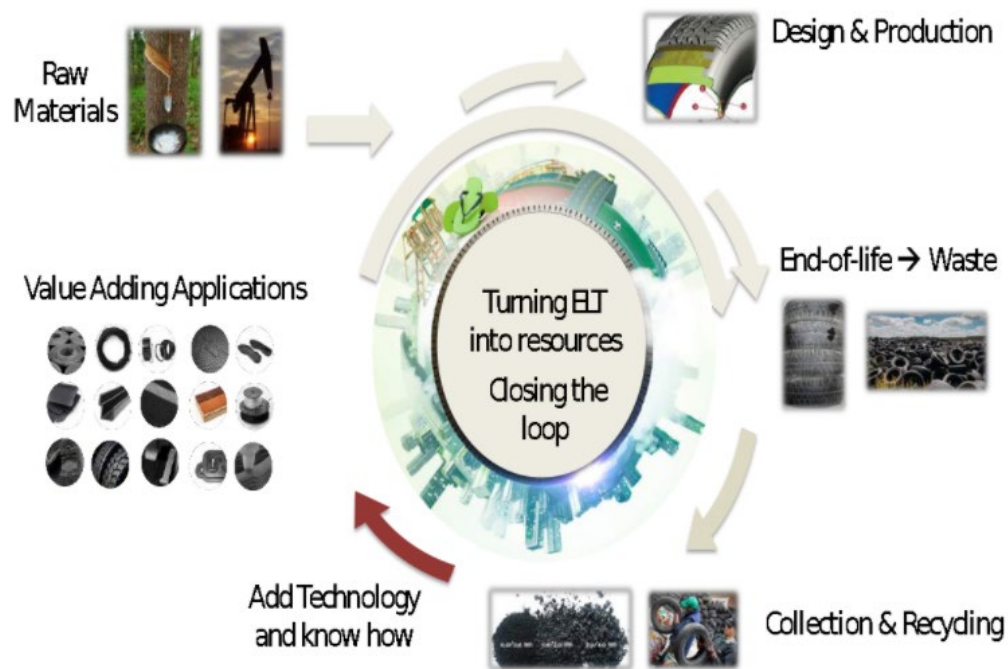 Raw
Materials
Design & Production
End-of-life → Waste
Value Adding Applications
Turning ELT
into resources
Closing the
loop
Add Technology
and know how
Collection & Recycling